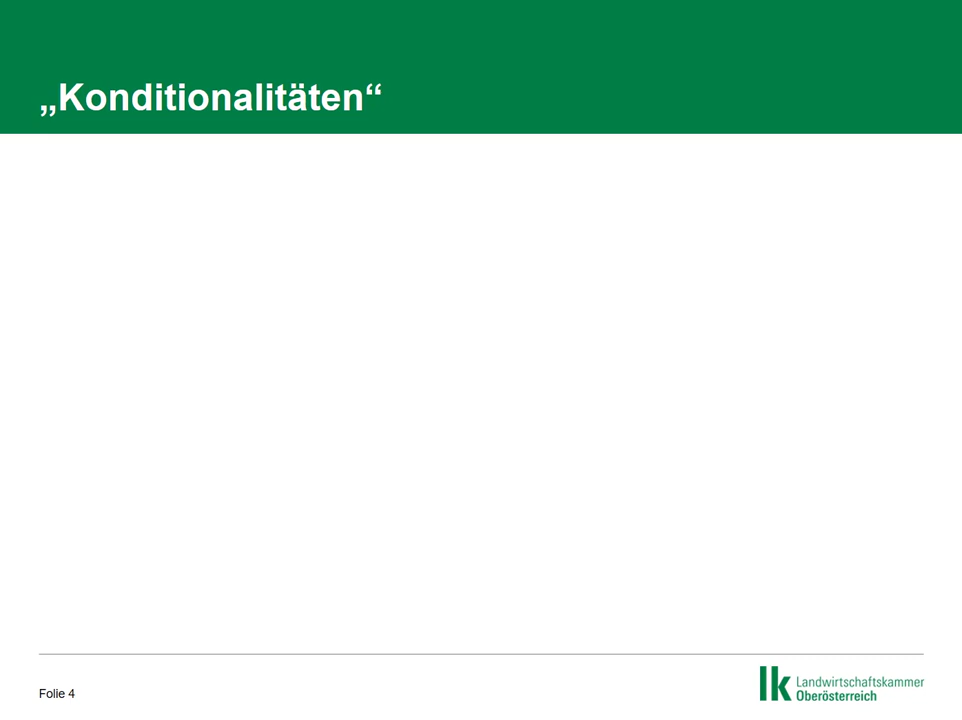 „Konditionalitäten“
Folie 4
lk Landwirtschaftskammer
Oberösterreich